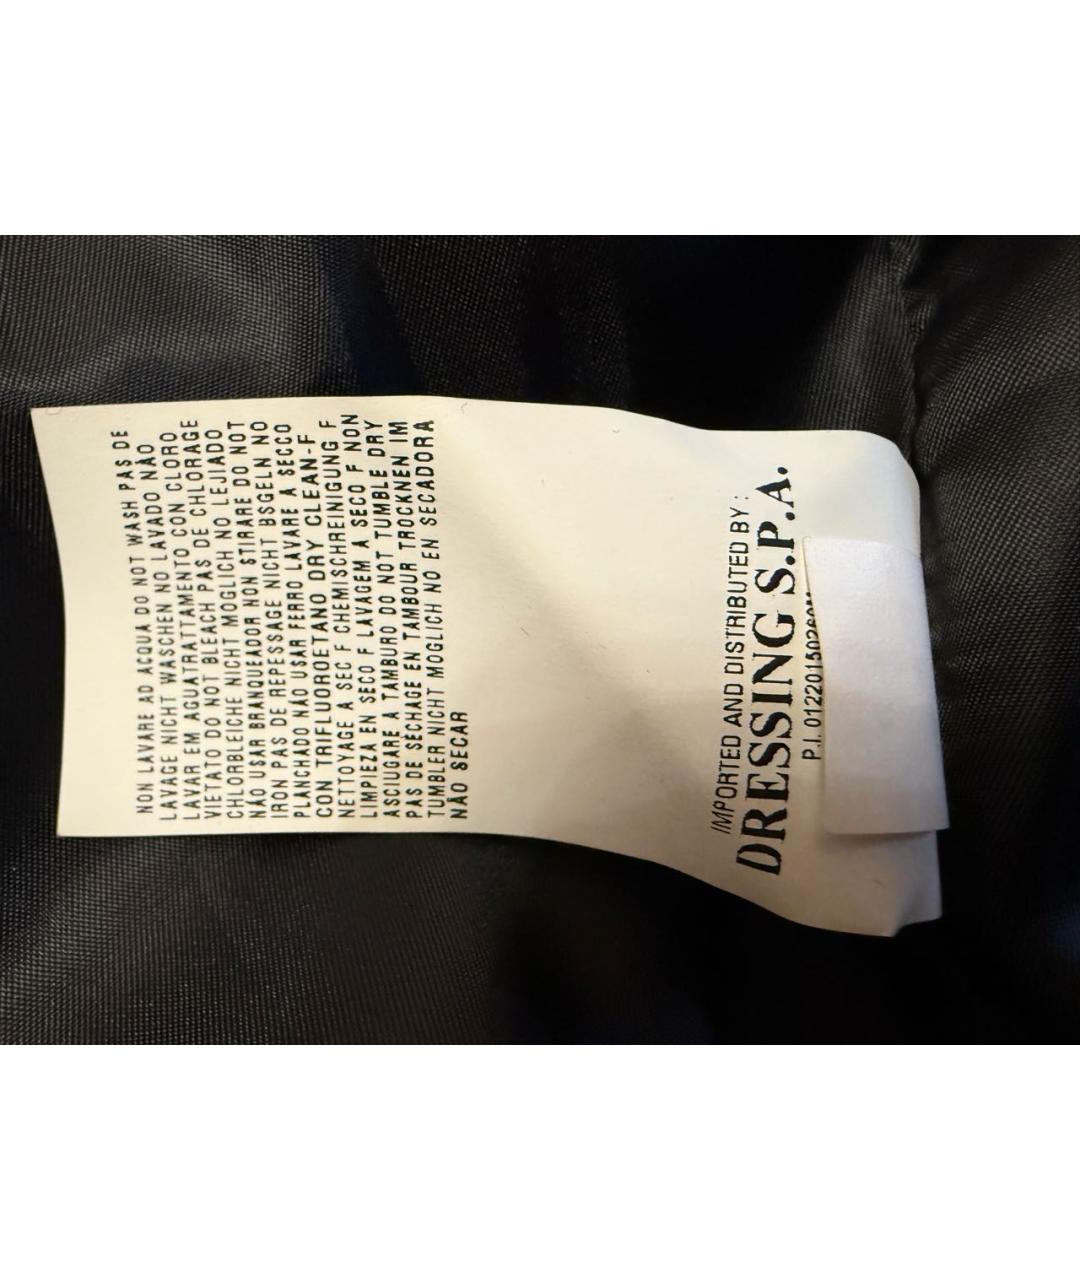 NON LAVARE AD ACQUA DO NOT WASH PAS DE
LAVAGE NICHT WASCHEN NO LAVADO NÃO
LAVAR EM AGUATRATTAMENTO CON CLORO
VIETATO DO NOT BLEACH PAS DE CHLORAGE
CHLORBLEICHE NICHT MOGLICH NO LEJIADO
NÁO USAR BRANQUEADOR NON STIRARE DO NOT
IRON PAS DE REPESSAGE NICHT BSGELN NO
PLANCHADO NÃO USAR FERRO LAVARE A SECCO
CON TRIFLUOROETANO DRY CLEAN-F
NETTOYAGE A SEC F CHEMISCHREINIGUNG F
LIMPIEZA EN SECO F LAVAGEM À SECO F NON
ASCIUGARE A TAMBURO DO NOT TUMBLE DRY
PAS DE SÉCHAGE EN TAMBOUR TROCKNEN IM
TUMBLER NICHT MOGLICH NO EN SECADORA
NÃO SECAR
IMPORTED AND DISTRIBUTED BY:
DRESSING S.P.A.
P.I.